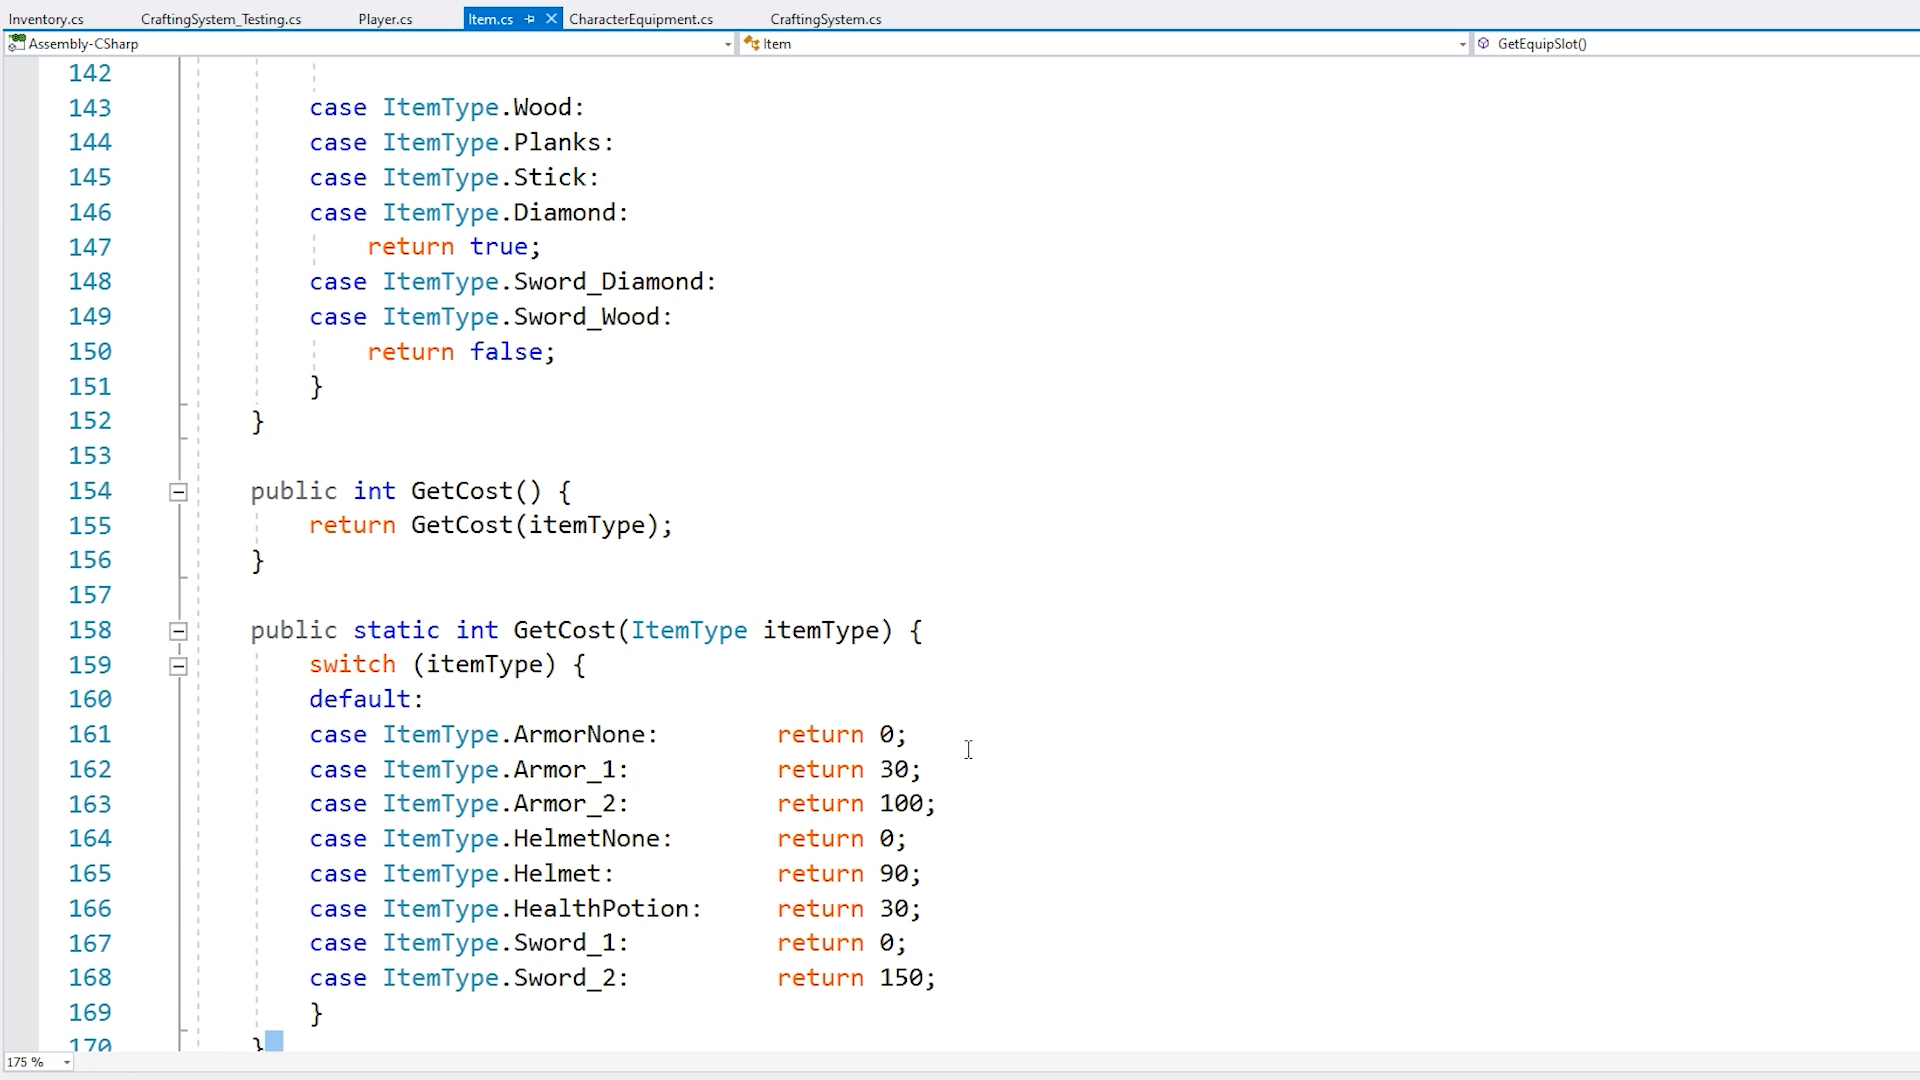 Inventory.cs CraftingSystem_Testing.cs Player.cs Item.cs CharacterEquipment.cs CraftingSystem.cs
Assembly-CSharp Item GetEquipSlot()
142
143 case ItemType.Wood:
144 case ItemType.Planks:
145 case ItemType.Stick:
146 case ItemType.Diamond:
147 return true;
148 case ItemType.Sword_Diamond:
149 case ItemType.Sword_Wood:
150 return false;
151 }
152 }
153
154 public int GetCost() {
155 return GetCost(itemType);
156 }
157
158 public static int GetCost(ItemType itemType) {
159 switch (itemType) {
160 default:
161 case ItemType.ArmorNone: return 0;
162 case ItemType.Armor_1: return 30;
163 case ItemType.Armor_2: return 100;
164 case ItemType.HelmetNone: return 0;
165 case ItemType.Helmet: return 90;
166 case ItemType.HealthPotion: return 30;
167 case ItemType.Sword_1: return 0;
168 case ItemType.Sword_2: return 150;
169 }
170 }
175 %